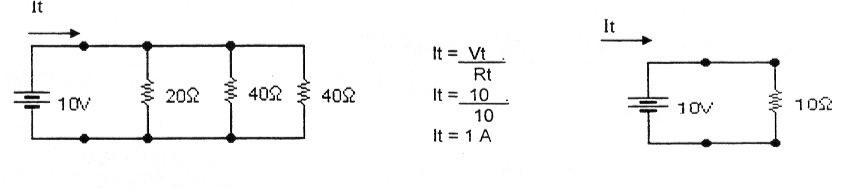 It
10V
20Ω
40Ω
40Ω
It = Vt
Rt
It = 10
10
It = 1 A
It
10V
10Ω